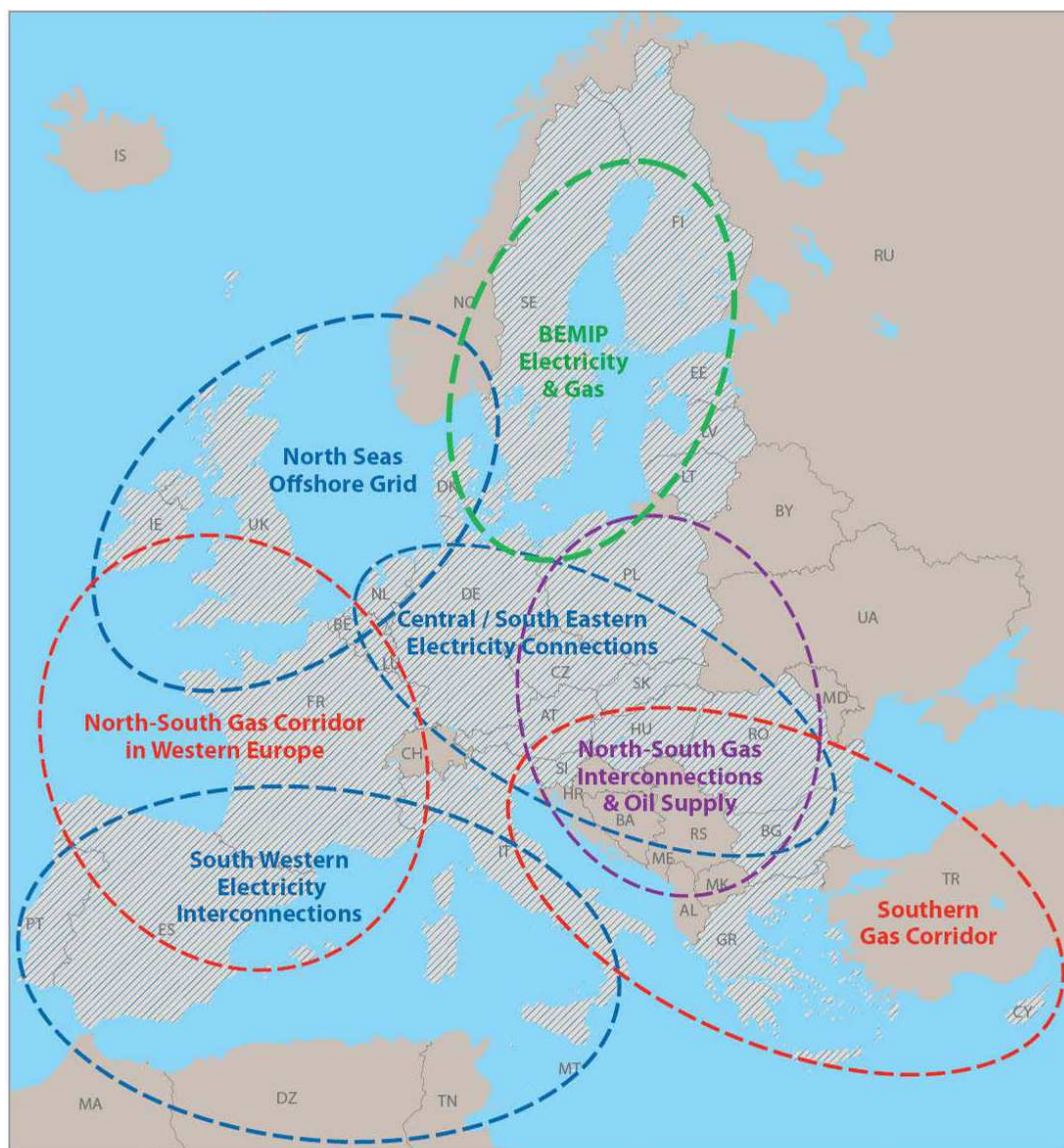 IS
FI
RU
NO
SE
BEMIP
Electricity
& Gas
EE
LV
North Seas
Offshore Grid
DK
LT
IE
UK
BY
NL
DE
PL
BE
Central / South Eastern
Electricity Connections
UA
LU
CZ
SK
FR
AT
MD
North-South Gas Corridor
in Western Europe
HU
RO
CH
North-South Gas
Interconnections
& Oil Supply
SI
HR
BA
RS
BG
South Western
Electricity
Interconnections
IT
ME
MK
TR
AL
Southern
Gas Corridor
PT
ES
GR
CY
MT
MA
DZ
TN